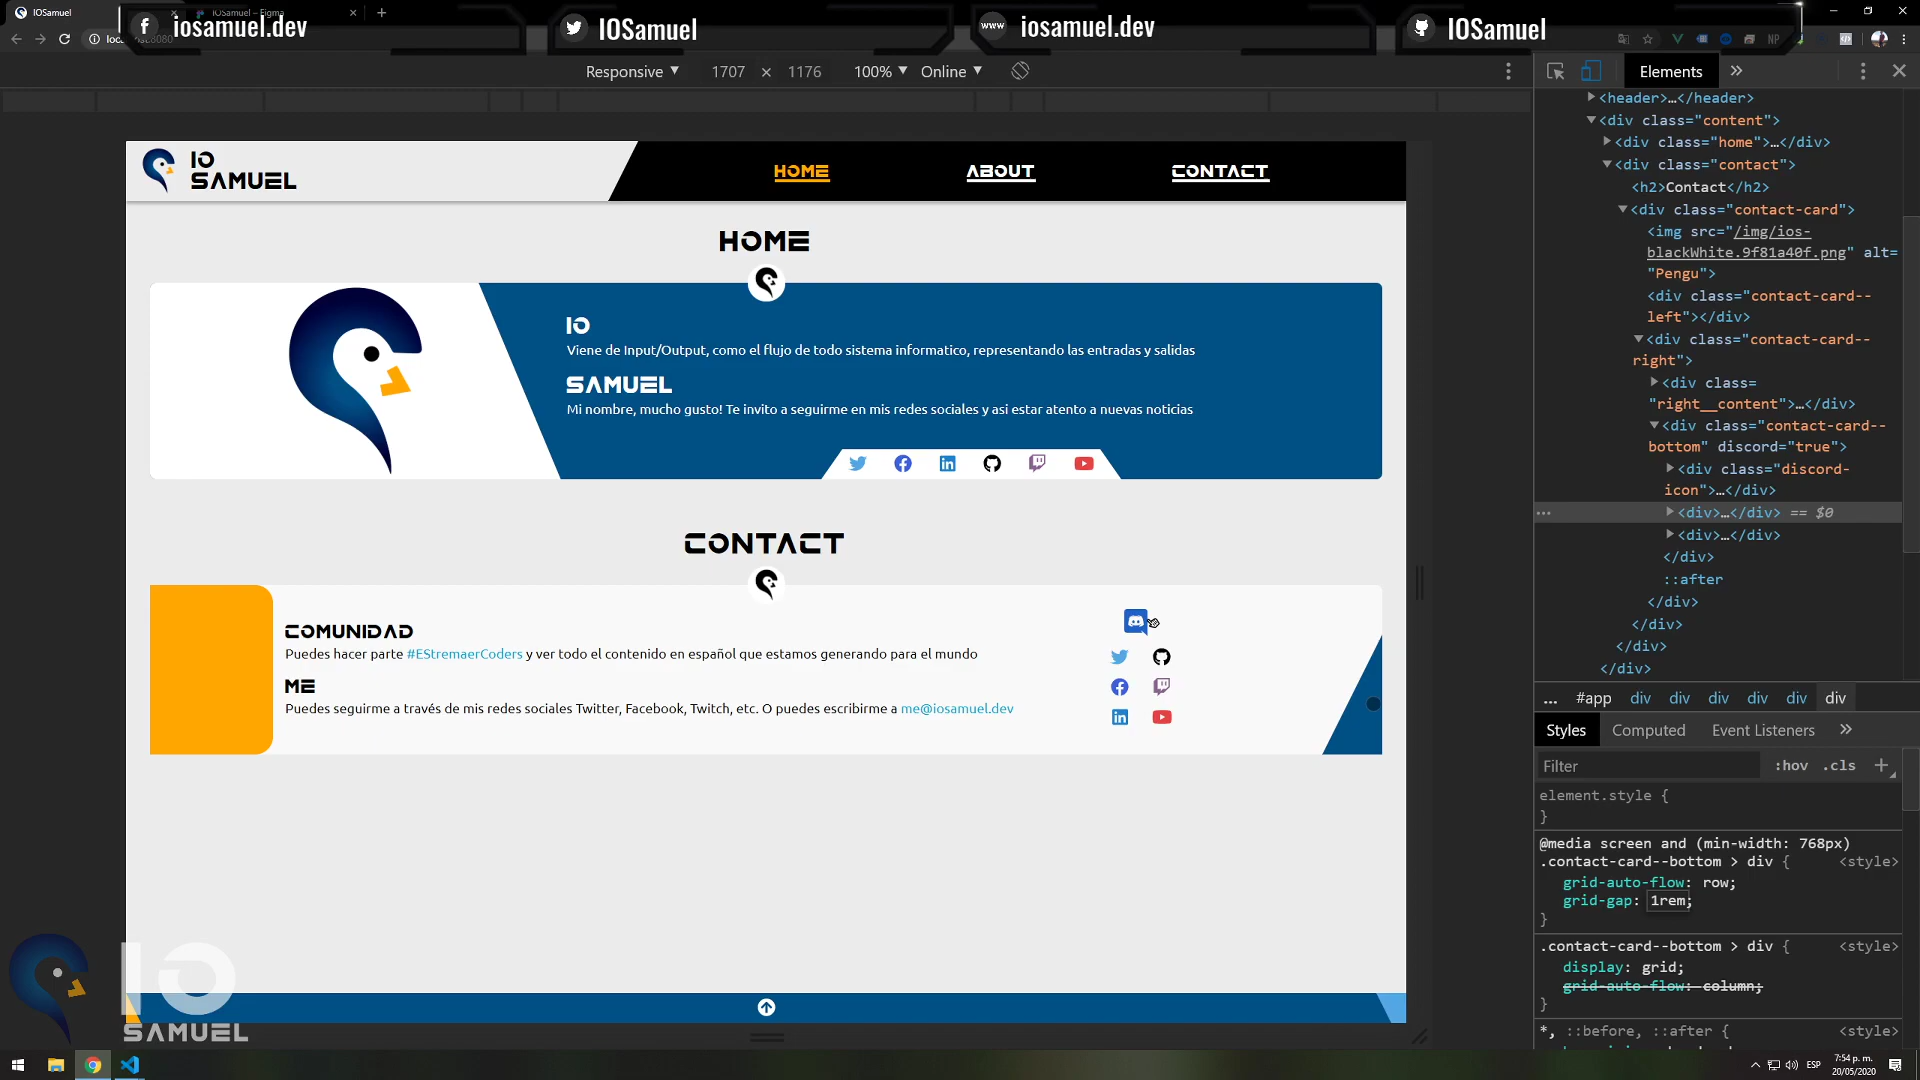 IOSamuel
IOSamuel – Figma
iosamuel.dev
IOSamuel
www
iosamuel.dev
IOSamuel
Responsive
1707 × 1176
100%
Online
IO
SAMUEL
HOME
ABOUT
CONTACT
HOME
IO
Viene de Input/Output, como el flujo de todo sistema informatico, representando las entradas y salidas
SAMUEL
Mi nombre, mucho gusto! Te invito a seguirme en mis redes sociales y asi estar atento a nuevas noticias
CONTACT
COMUNIDAD
Puedes hacer parte #EStremaerCoders y ver todo el contenido en español que estamos generando para el mundo
ME
Puedes seguirme a través de mis redes sociales Twitter, Facebook, Twitch, etc. O puedes escribirme a me@iosamuel.dev
IO
SAMUEL
Elements
<header>…</header>
<div class="content">
<div class="home">…</div>
<div class="contact">
<h2>Contact</h2>
<div class="contact-card">
<img src="/img/ios-
blackWhite.9f81a40f.png" alt=
"Pengu">
<div class="contact-card--
left"></div>
<div class="contact-card--
right">
<div class=
"right__content">…</div>
<div class="contact-card--
bottom" discord="true">
<div class="discord-
icon">…</div>
<div>…</div> == $0
<div>…</div>
</div>
::after
</div>
</div>
</div>
</div>
... #app div div div div div div
Styles Computed Event Listeners
Filter :hov .cls +
element.style {
}
@media screen and (min-width: 768px)
.contact-card--bottom > div { <style>
grid-auto-flow: row;
grid-gap: 1rem;
}
.contact-card--bottom > div { <style>
display: grid;
grid-auto-flow: column;
}
*, ::before, ::after { <style>
ESP
7:54 p. m.
20/05/2020